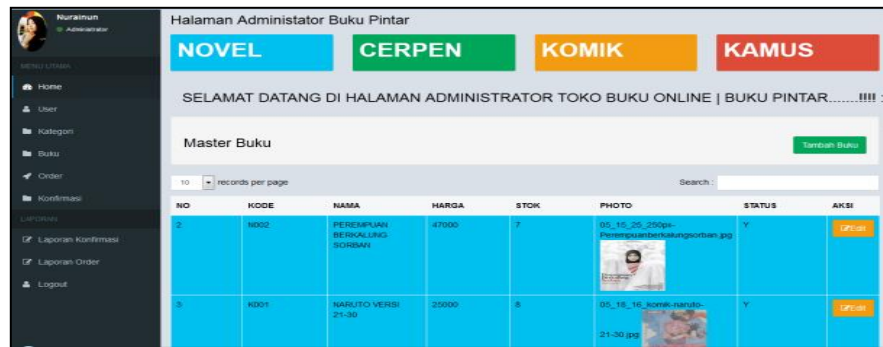 Nurainun
Administrator
MENU UTAMA
Home
User
Kategori
Buku
Order
Konfirmasi
LAPORAN
Laporan Konfirmasi
Laporan Order
Logout
Halaman Administator Buku Pintar
NOVEL CERPEN KOMIK KAMUS
SELAMAT DATANG DI HALAMAN ADMINISTRATOR TOKO BUKU ONLINE | BUKU PINTAR.......!!!! :
Master Buku
Tambah Buku
10 records per page
Search :
NO KODE NAMA HARGA STOK PHOTO STATUS AKSI
2 N002 PEREMPUAN 47000 7 05_15_25_250px- Y Edit
BERKALUNG Perempuanberkalungsorban.jpg
SORBAN
3 K001 NARUTO VERSI 25000 8 05_18_16_komik-naruto- Y Edit
21-30
21-30.jpg